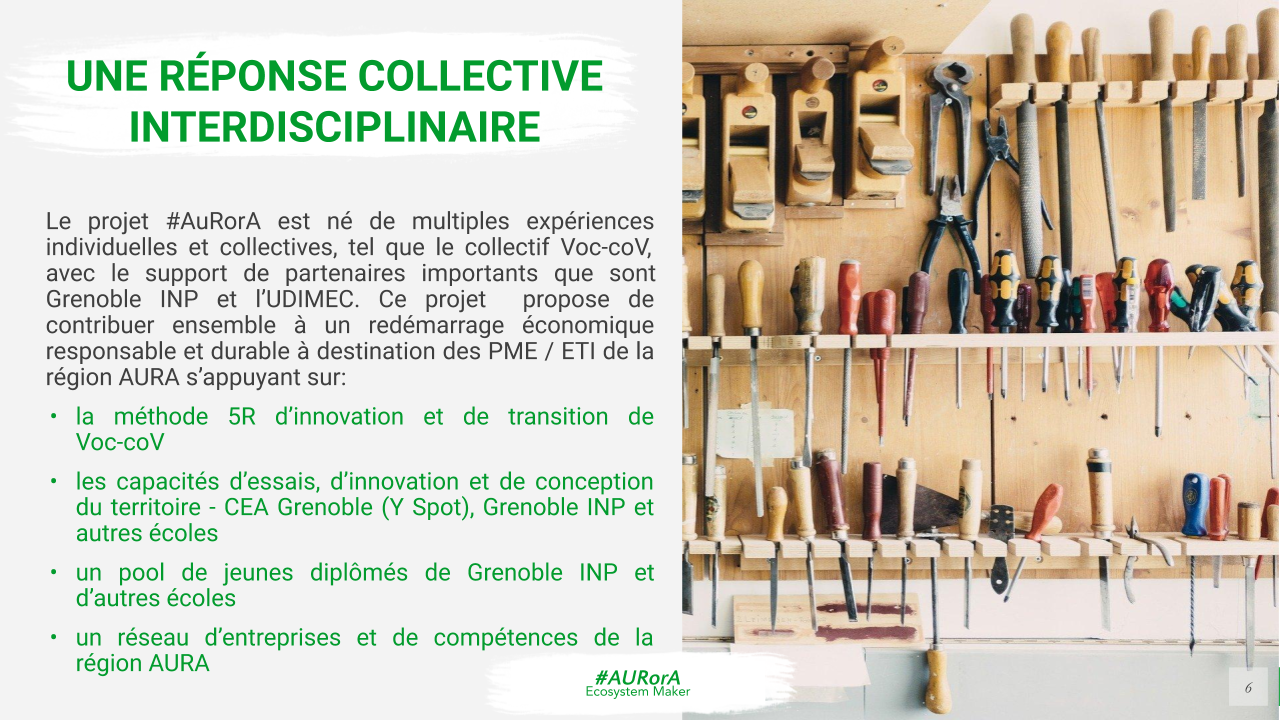 UNE RÉPONSE COLLECTIVE
INTERDISCIPLINAIRE
Le projet #AuRorA est né de multiples expériences
individuelles et collectives, tel que le collectif Voc-coV,
avec le support de partenaires importants que sont
Grenoble INP et l’UDIMEC. Ce projet propose de
contribuer ensemble à un redémarrage économique
responsable et durable à destination des PME / ETI de la
région AURA s’appuyant sur:
• la méthode 5R d’innovation et de transition de
Voc-coV
• les capacités d’essais, d’innovation et de conception
du territoire - CEA Grenoble (Y Spot), Grenoble INP et
autres écoles
• un pool de jeunes diplômés de Grenoble INP et
d’autres écoles
• un réseau d’entreprises et de compétences de la
région AURA
#AURorA
Ecosystem Maker
6